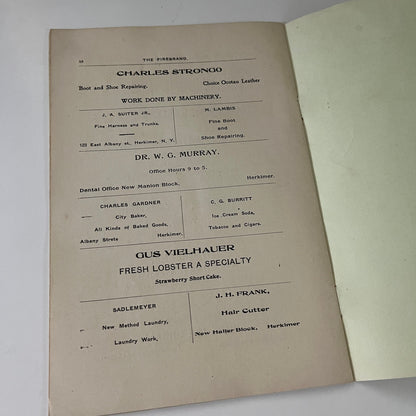 THE FIREBRAND.
CHARLES STRONGO
Boot and Shoe Repairing. Choice Oootan Leather
WORK DONE BY MACHINERY.
J. A. SUITER JR,
Fine Harness and Trunks.
122 East Albany st, Herkimer, N. Y.
M. LAMBIS.
Fine Boot
and
Shoe Repairing.
DR. W. G. MURRAY.
Office Hours 9 to 5.
Dental Office New Manion Block. Herkimer.
CHARLES GARDNER
City Baker,
All Kinds of Baked Goods,
Albany Strete Herkimer.
C. G. BURRITT
Ice Cream Soda,
Tobacco and Cigars.
GUS VIELHAUER
FRESH LOBSTER A SPECIALTY
Strawberry Short Cake.
SADLEMEYER
New Method Laundry,
Laundry Work,
J. H. FRANK,
Hair Cutter
New Haller Block, Herkimer